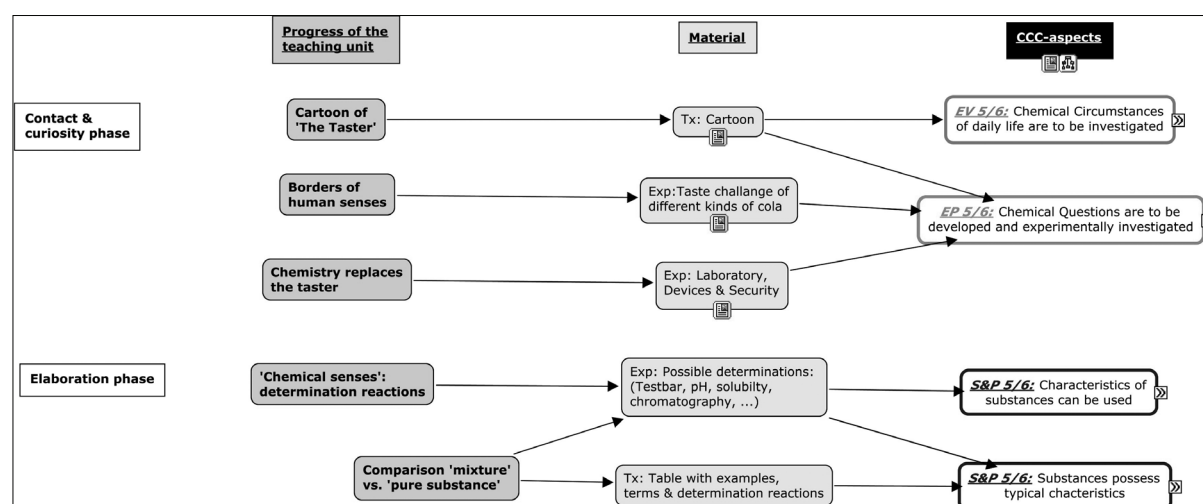 Progress of the
teaching unit
Material
CCC-aspects
Contact &
curiosity phase
Cartoon of
'The Taster'
Tx: Cartoon
EV 5/6: Chemical Circumstances
of daily life are to be investigated
Borders of
human senses
Exp:Taste challange of
different kinds of cola
EP 5/6: Chemical Questions are to be
developed and experimentally investigated
Chemistry replaces
the taster
Exp: Laboratory,
Devices & Security
Elaboration phase
'Chemical senses':
determination reactions
Exp: Possible determinations:
(Testbar, pH, solubilty,
chromatography, ...)
S&P 5/6: Characteristics of
substances can be used
Comparison 'mixture'
vs. 'pure substance'
Tx: Table with examples,
terms & determination reactions
S&P 5/6: Substances possess
typical chcteristics